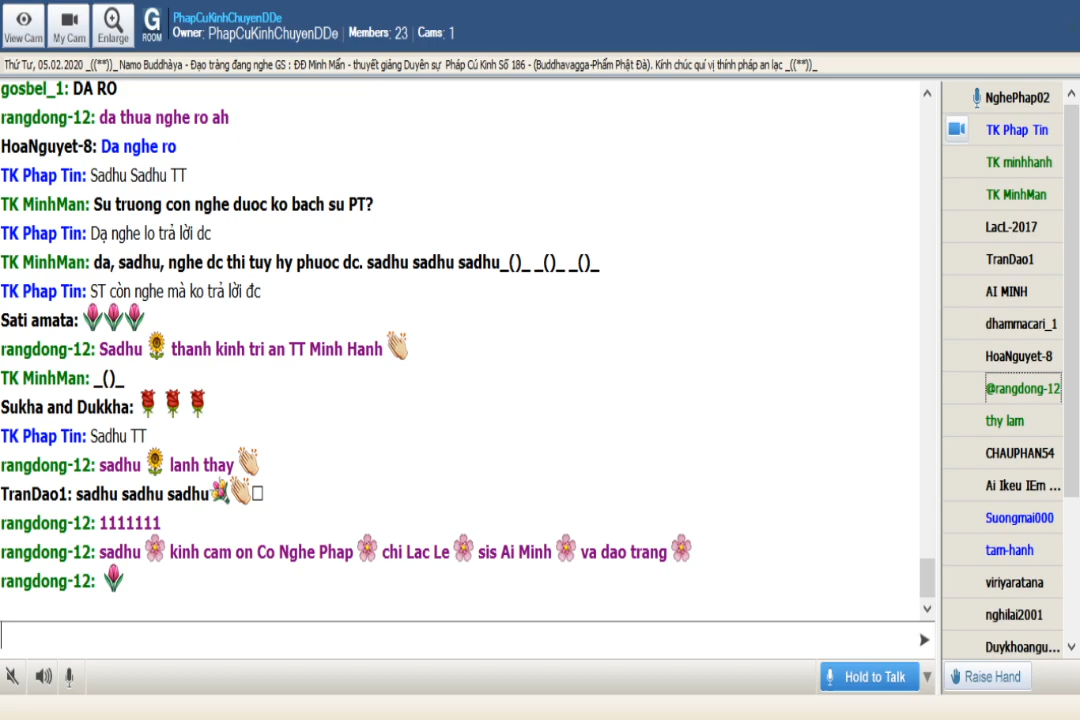 View Cam
My Cam
Enlarge
G
ROOM
PhapCuKinhChuyenDDe
Owner: PhapCuKinhChuyenDDe Members: 23 Cams: 1
Thứ Tư, 05.02.2020 _((**))_ Namo Buddhàya - Đạo tràng đang nghe GS : ĐĐ Minh Mẩn - thuyết giảng Duyên sự Pháp Cú Kinh Số 186 - (Buddhavagga-Phẩm Phật Đà). Kính chúc quí vị thính pháp an lạc _((**))_
gosbel_1: DA RO
rangdong-12: da thua nghe ro ah
HoaNguyet-8: Da nghe ro
TK Phap Tin: Sadhu Sadhu TT
TK MinhMan: Su truong con nghe duoc ko bach su PT?
TK Phap Tin: Dạ nghe lo trả lời dc
TK MinhMan: da, sadhu, nghe dc thi tuy hy phuoc dc. sadhu sadhu sadhu_()_ _()_ _()_
TK Phap Tin: ST còn nghe mà ko trả lời đc
Sati amata: 🌷🌷🌷
rangdong-12: Sadhu 🌻 thanh kinh tri an TT Minh Hanh 👏
TK MinhMan: _()_
Sukha and Dukkha: 🌹 🌹 🌹
TK Phap Tin: Sadhu TT
rangdong-12: sadhu 🌻 lanh thay 👏
TranDao1: sadhu sadhu sadhu💐👏□
rangdong-12: 1111111
rangdong-12: sadhu 🌸 kinh cam on Co Nghe Phap 🌸 chi Lac Le 🌸 sis Ai Minh 🌸 va dao trang 🌸
rangdong-12: 🌷
Hold to Talk
NghePhap02
TK Phap Tin
TK minhhanh
TK MinhMan
LacL-2017
TranDao1
AI MINH
dhammacari_1
HoaNguyet-8
@rangdong-12
thy lam
CHAUPHAN54
Ai Ikeu IEm ...
Suongmai000
tam-hanh
viriyaratana
nghilai2001
Duykhoangu...
Raise Hand